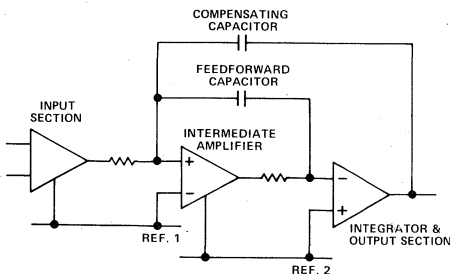 COMPENSATING
CAPACITOR
FEEDFORWARD
CAPACITOR
INPUT
SECTION
INTERMEDIATE
AMPLIFIER
+
−
−
+
REF. 1
INTEGRATOR &
OUTPUT SECTION
REF. 2